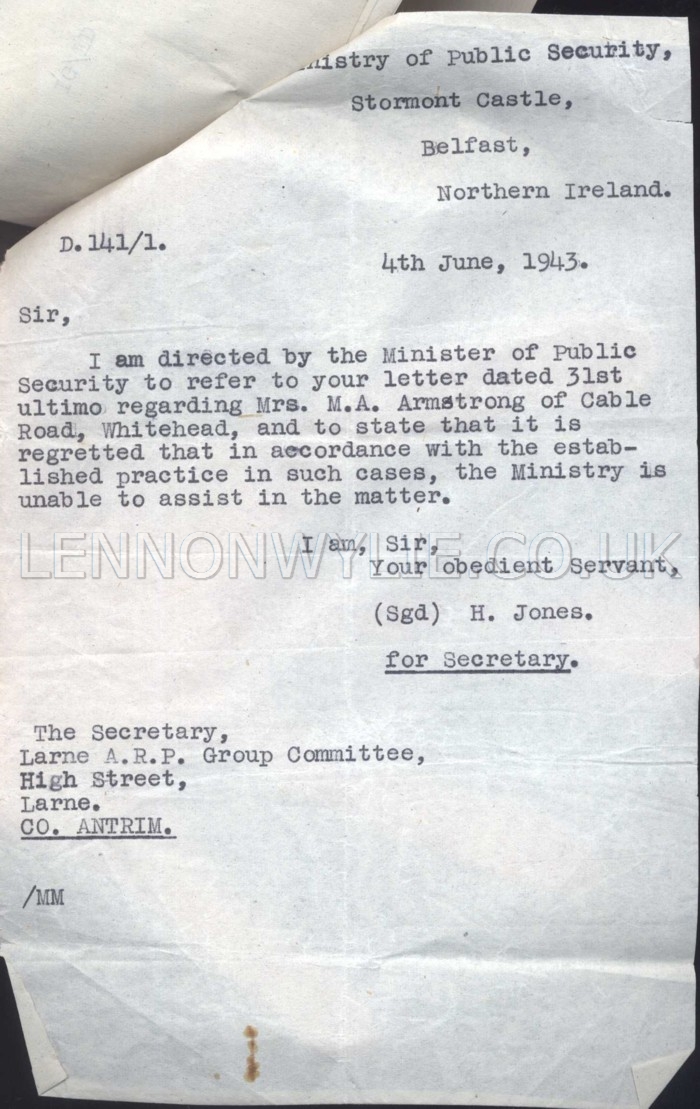 Ministry of Public Security,
Stormont Castle,
Belfast,
Northern Ireland.
D.141/1.
4th June, 1943.
Sir,
I am directed by the Minister of Public
Security to refer to your letter dated 31st
ultimo regarding Mrs. M.A. Armstrong of Cable
Road, Whitehead, and to state that it is
regretted that in accordance with the estab-
lished practice in such cases, the Ministry is
unable to assist in the matter.
I am, Sir,
LENNONWYLIE.CO.UK
Your obedient Servant,
(Sgd) H. Jones.
for Secretary.
The Secretary,
Larne A.R.P. Group Committee,
High Street,
Larne.
CO. ANTRIM.
/MM